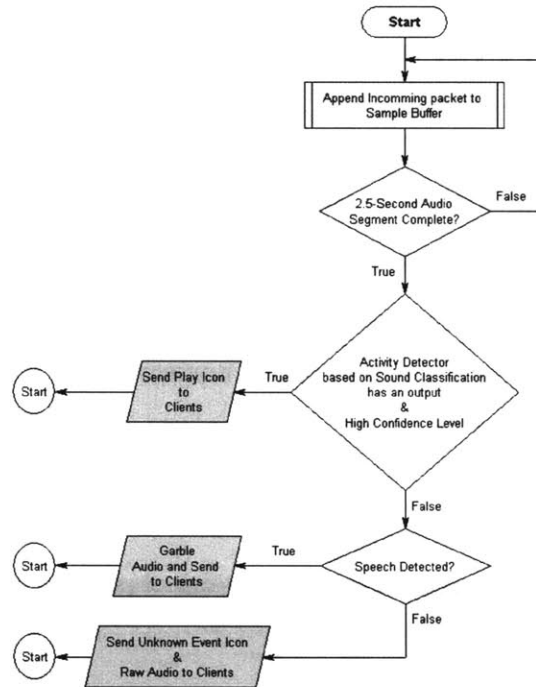 Start
Append Incomming packet to
Sample Buffer
2.5-Second Audio
Segment Complete?
False
True
Activity Detector
based on Sound Classification
has an output
&
High Confidence Level
True
Send Play Icon
to
Clients
Start
False
Speech Detected?
True
Garble
Audio and Send
to Clients
Start
False
Send Unknown Event Icon
&
Raw Audio to Clients
Start